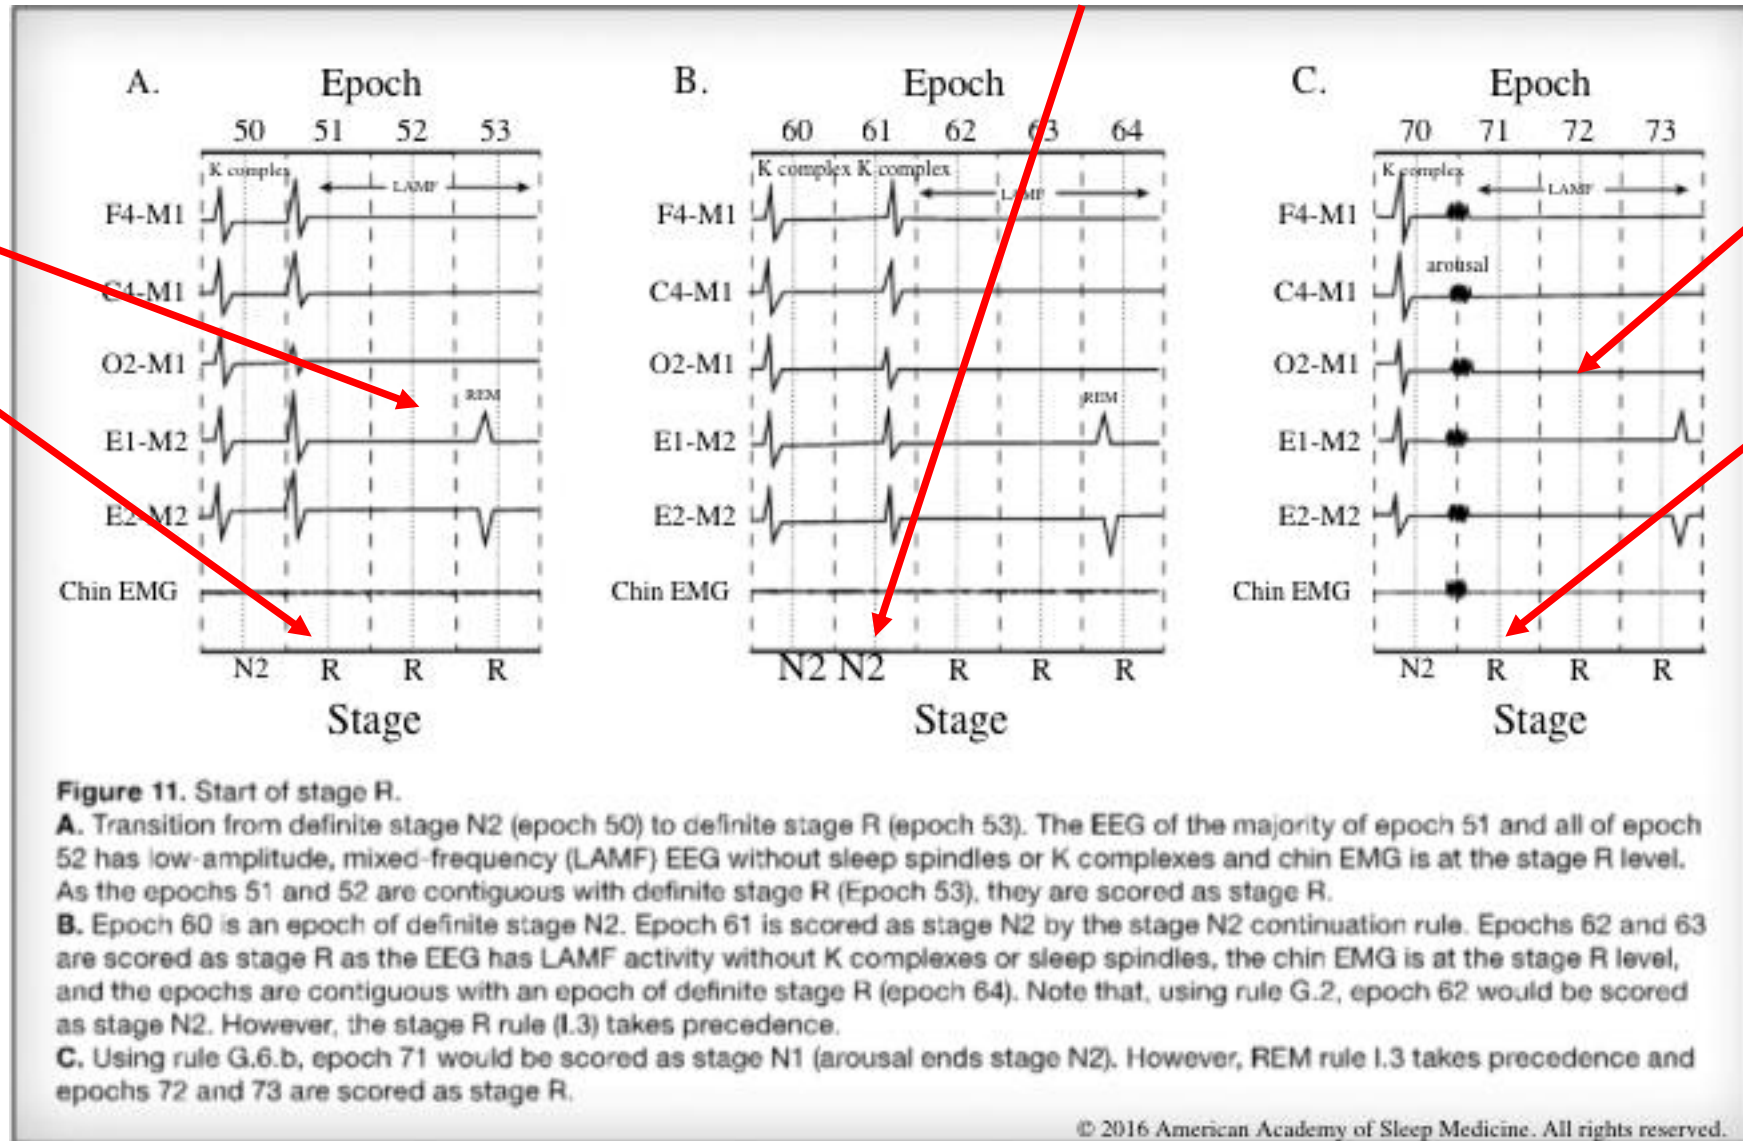 A. Epoch
50 51 52 53
K complex
LAMF
F4-M1
C4-M1
O2-M1
REM
E1-M2
E2-M2
Chin EMG
N2 R R R
Stage
B. Epoch
60 61 62 63 64
K complex K complex
LAMF
F4-M1
C4-M1
O2-M1
REM
E1-M2
E2-M2
Chin EMG
N2 N2 R R R
Stage
C. Epoch
70 71 72 73
K complex
LAMF
F4-M1
arousal
C4-M1
O2-M1
E1-M2
E2-M2
Chin EMG
N2 R R R
Stage
Figure 11. Start of stage R.
A. Transition from definite stage N2 (epoch 50) to definite stage R (epoch 53). The EEG of the majority of epoch 51 and all of epoch
52 has low-amplitude, mixed-frequency (LAMF) EEG without sleep spindles or K complexes and chin EMG is at the stage R level.
As the epochs 51 and 52 are contiguous with definite stage R (Epoch 53), they are scored as stage R.
B. Epoch 60 is an epoch of definite stage N2. Epoch 61 is scored as stage N2 by the stage N2 continuation rule. Epochs 62 and 63
are scored as stage R as the EEG has LAMF activity without K complexes or sleep spindles, the chin EMG is at the stage R level,
and the epochs are contiguous with an epoch of definite stage R (epoch 64). Note that, using rule G.2, epoch 62 would be scored
as stage N2. However, the stage R rule (I.3) takes precedence.
C. Using rule G.6.b, epoch 71 would be scored as stage N1 (arousal ends stage N2). However, REM rule I.3 takes precedence and
epochs 72 and 73 are scored as stage R.
© 2016 American Academy of Sleep Medicine. All rights reserved.